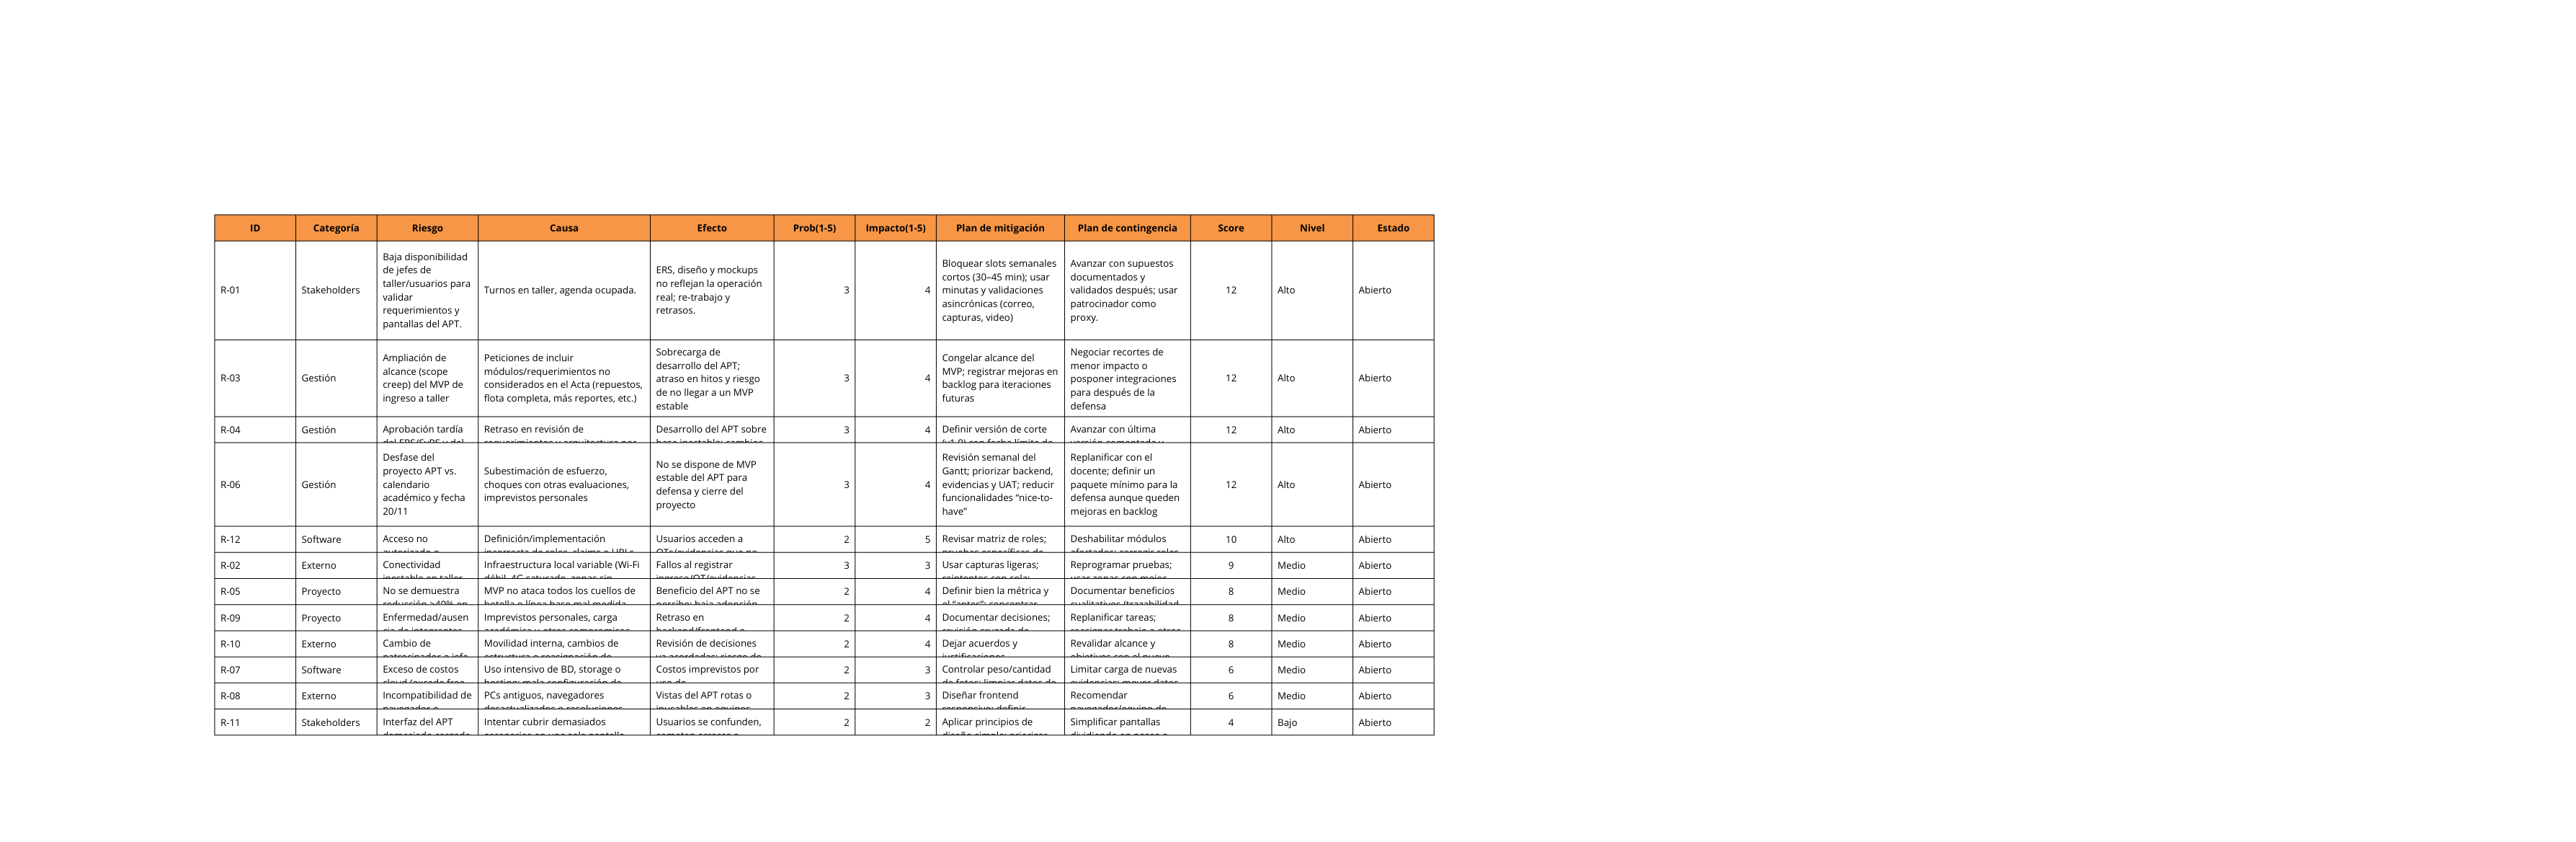 ID Categoría Riesgo Causa Efecto Prob(1-5) Impacto(1-5) Plan de mitigación Plan de contingencia Score Nivel Estado
R-01
Stakeholders
Baja disponibilidad
de jefes de
taller/usuarios para
validar
requerimientos y
pantallas del APT.
Turnos en taller, agenda ocupada.
ERS, diseño y mockups
no reflejan la operación
real; re-trabajo y
retrasos.
3
4
Bloquear slots semanales
cortos (30–45 min); usar
minutas y validaciones
asincrónicas (correo,
capturas, video)
Avanzar con supuestos
documentados y
validados después; usar
patrocinador como
proxy.
12
Alto
Abierto
R-03
Gestión
Ampliación de
alcance (scope
creep) del MVP de
ingreso a taller
Peticiones de incluir
módulos/requerimientos no
considerados en el Acta (repuestos,
flota completa, más reportes, etc.)
Sobrecarga de
desarrollo del APT;
atraso en hitos y riesgo
de no llegar a un MVP
estable
3
4
Congelar alcance del
MVP; registrar mejoras en
backlog para iteraciones
futuras
Negociar recortes de
menor impacto o
posponer integraciones
para después de la
defensa
12
Alto
Abierto
R-04
Gestión
Aprobación tardía
Retraso en revisión de
Desarrollo del APT sobre
3
4
Definir versión de corte
Avanzar con última
12
Alto
Abierto
R-06
Gestión
Desfase del
proyecto APT vs.
calendario
académico y fecha
20/11
Subestimación de esfuerzo,
choques con otras evaluaciones,
imprevistos personales
No se dispone de MVP
estable del APT para
defensa y cierre del
proyecto
3
4
Revisión semanal del
Gantt; priorizar backend,
evidencias y UAT; reducir
funcionalidades “nice-to-
have”
Replanificar con el
docente; definir un
paquete mínimo para la
defensa aunque queden
mejoras en backlog
12
Alto
Abierto
R-12
Software
Acceso no
Definición/implementación
Usuarios acceden a
2
5
Revisar matriz de roles;
Deshabilitar módulos
10
Alto
Abierto
R-02
Externo
Conectividad
Infraestructura local variable (Wi-Fi
Fallos al registrar
3
3
Usar capturas ligeras;
Reprogramar pruebas;
9
Medio
Abierto
R-05
Proyecto
No se demuestra
MVP no ataca todos los cuellos de
Beneficio del APT no se
2
4
Definir bien la métrica y
Documentar beneficios
8
Medio
Abierto
R-09
Proyecto
Enfermedad/ausen
Imprevistos personales, carga
Retraso en
2
4
Documentar decisiones;
Replanificar tareas;
8
Medio
Abierto
R-10
Externo
Cambio de
Movilidad interna, cambios de
Revisión de decisiones
2
4
Dejar acuerdos y
Revalidar alcance y
8
Medio
Abierto
R-07
Software
Exceso de costos
Uso intensivo de BD, storage o
Costos imprevistos por
2
3
Controlar peso/cantidad
Limitar carga de nuevas
6
Medio
Abierto
R-08
Externo
Incompatibilidad de
PCs antiguos, navegadores
Vistas del APT rotas o
2
3
Diseñar frontend
Recomendar
6
Medio
Abierto
R-11
Stakeholders
Interfaz del APT
Intentar cubrir demasiados
Usuarios se confunden,
2
2
Aplicar principios de
Simplificar pantallas
4
Bajo
Abierto